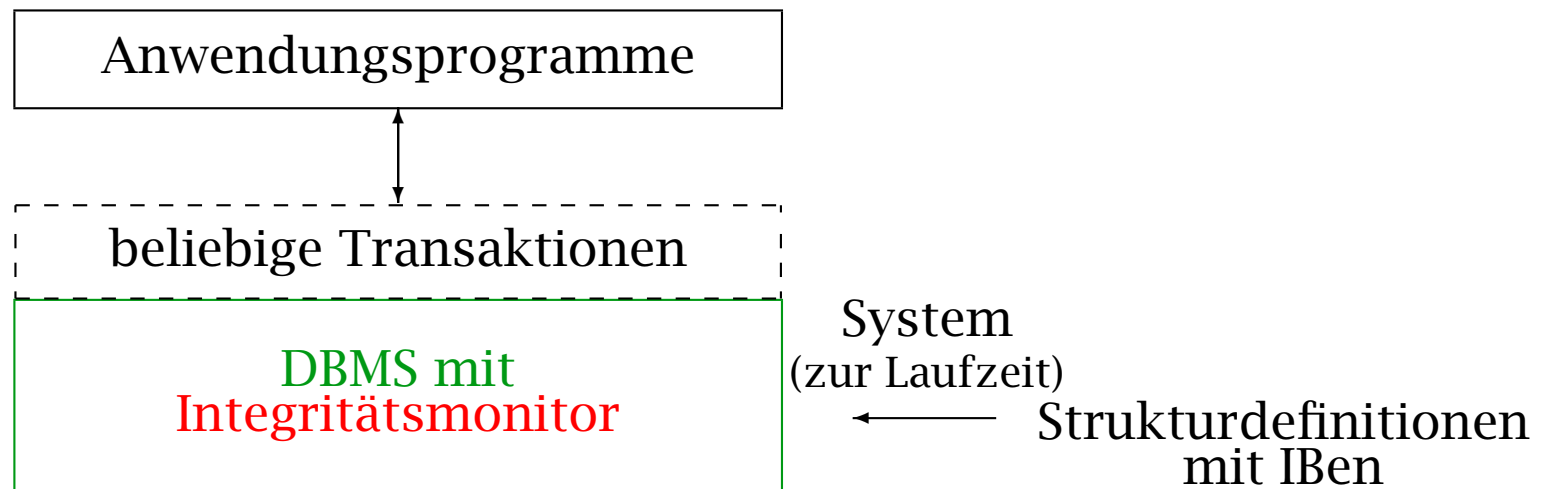 Anwendungsprogramme
beliebige Transaktionen
DBMS mit
Integritätsmonitor
System
(zur Laufzeit)
Strukturdefinitionen
mit IBen